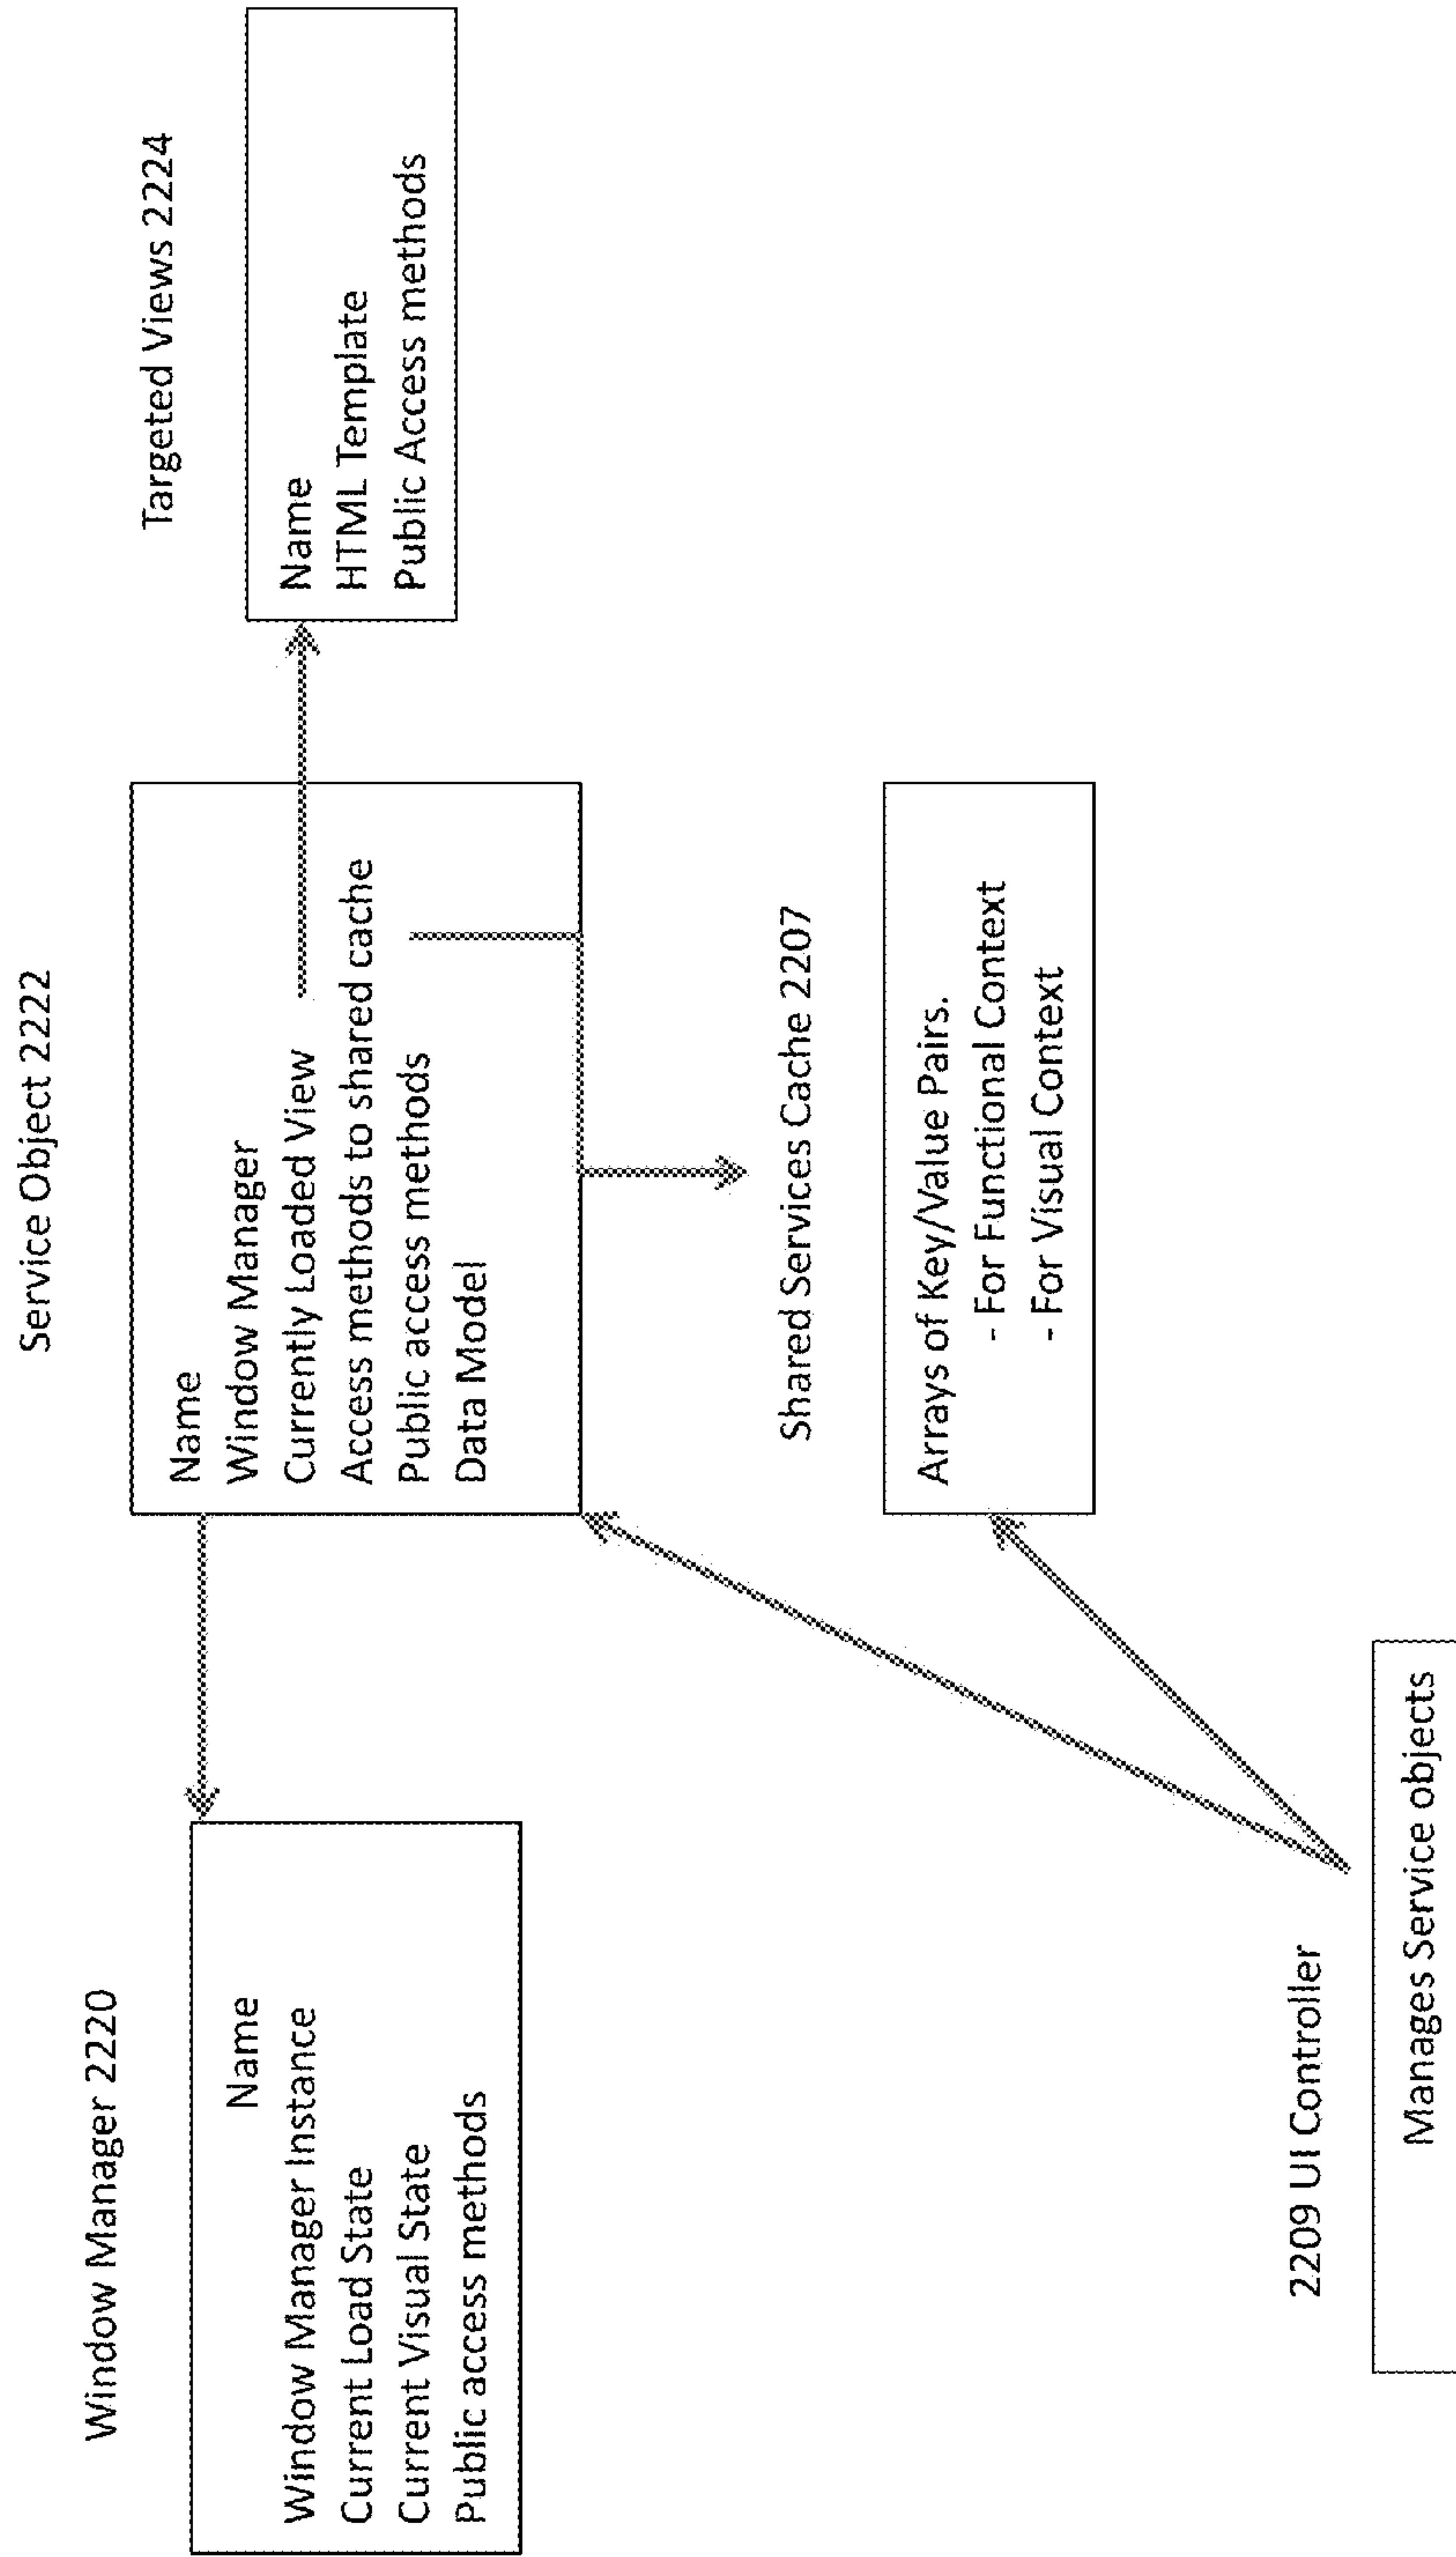 Service Object 2222
Window Manager 2220
Targeted Views 2224
Name
Window Manager Instance
Current Load State
Current Visual State
Public access methods
Name
Window Manager
Currently Loaded View
Access methods to shared cache
Public access methods
Data Model
Name
HTML Template
Public Access methods
Shared Services Cache 2207
Arrays of Key/Value Pairs.
- For Functional Context
- For Visual Context
2209 UI Controller
Manages Service objects